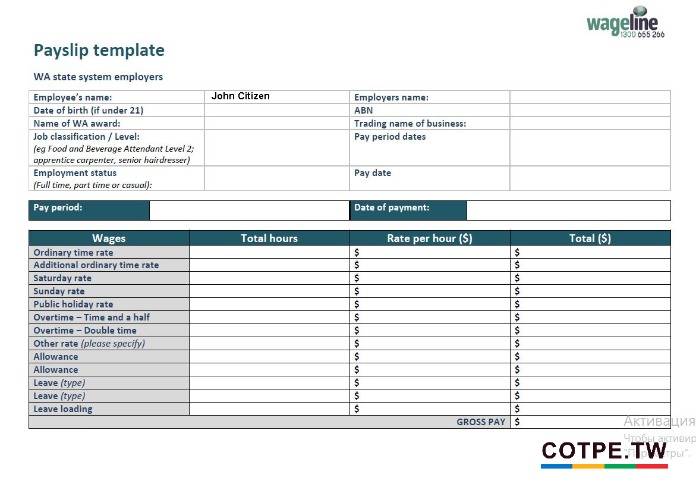 wageline
1300 655 266
Payslip template
WA state system employers
Employee's name: John Citizen Employers name:
Date of birth (if under 21) ABN
Name of WA award: Trading name of business:
Job classification / Level: Pay period dates
(eg Food and Beverage Attendant Level 2;
apprentice carpenter, senior hairdresser)
Employment status Pay date
(Full time, part time or casual):
Pay period: Date of payment:
Wages Total hours Rate per hour ($) Total ($)
Ordinary time rate $ $
Additional ordinary time rate $ $
Saturday rate $ $
Sunday rate $ $
Public holiday rate $ $
Overtime – Time and a half $ $
Overtime – Double time $ $
Other rate (please specify) $ $
Allowance $ $
Allowance $ $
Leave (type) $ $
Leave (type) $ $
Leave loading $ $
GROSS PAY $
Активация
Чтобы активир
COTPE.TW